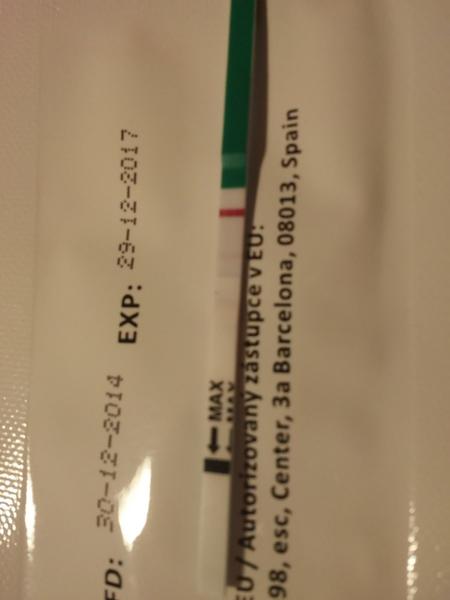 FD: 30-12-2014 EXP: 29-12-2017
MAX
MAX
EU / Autorizovaný zástupce v EU:
98, esc, Center, 3a Barcelona, 08013, Spain